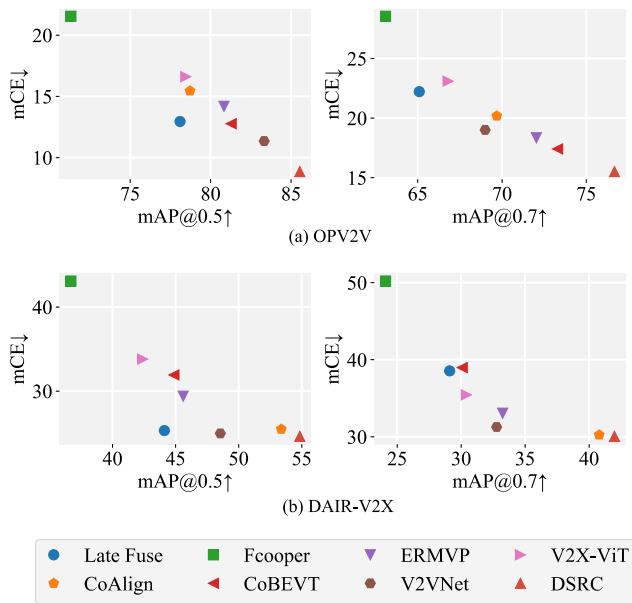 20
15
10
mCE↓
75
80
85
mAP@0.5↑
25
20
15
mCE↓
65
70
75
mAP@0.7↑
(a) OPV2V
40
30
mCE↓
40
45
50
55
mAP@0.5↑
50
40
30
mCE↓
25
30
35
40
mAP@0.7↑
(b) DAIR-V2X
Late Fuse Fcooper ERMVP V2X-ViT
CoAlign CoBEVT V2VNet DSRC